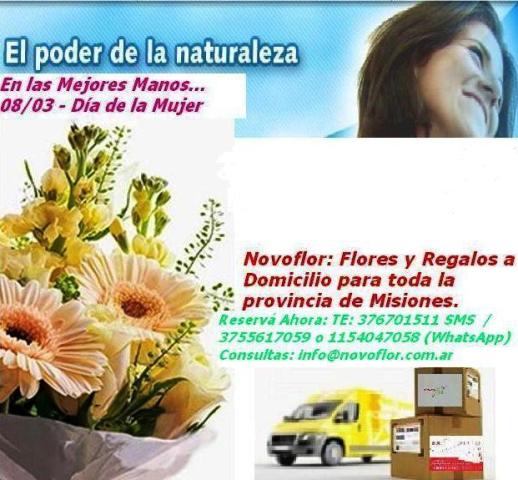 El poder de la naturaleza
En las Mejores Manos...
08/03 - Día de la Mujer
Novoflor: Flores y Regalos a
Domicilio para toda la
provincia de Misiones.
Reservá Ahora: TE: 376701511 SMS /
3755617059 o 1154047058 (WhatsApp)
Consultas: info@novoflor.com.ar